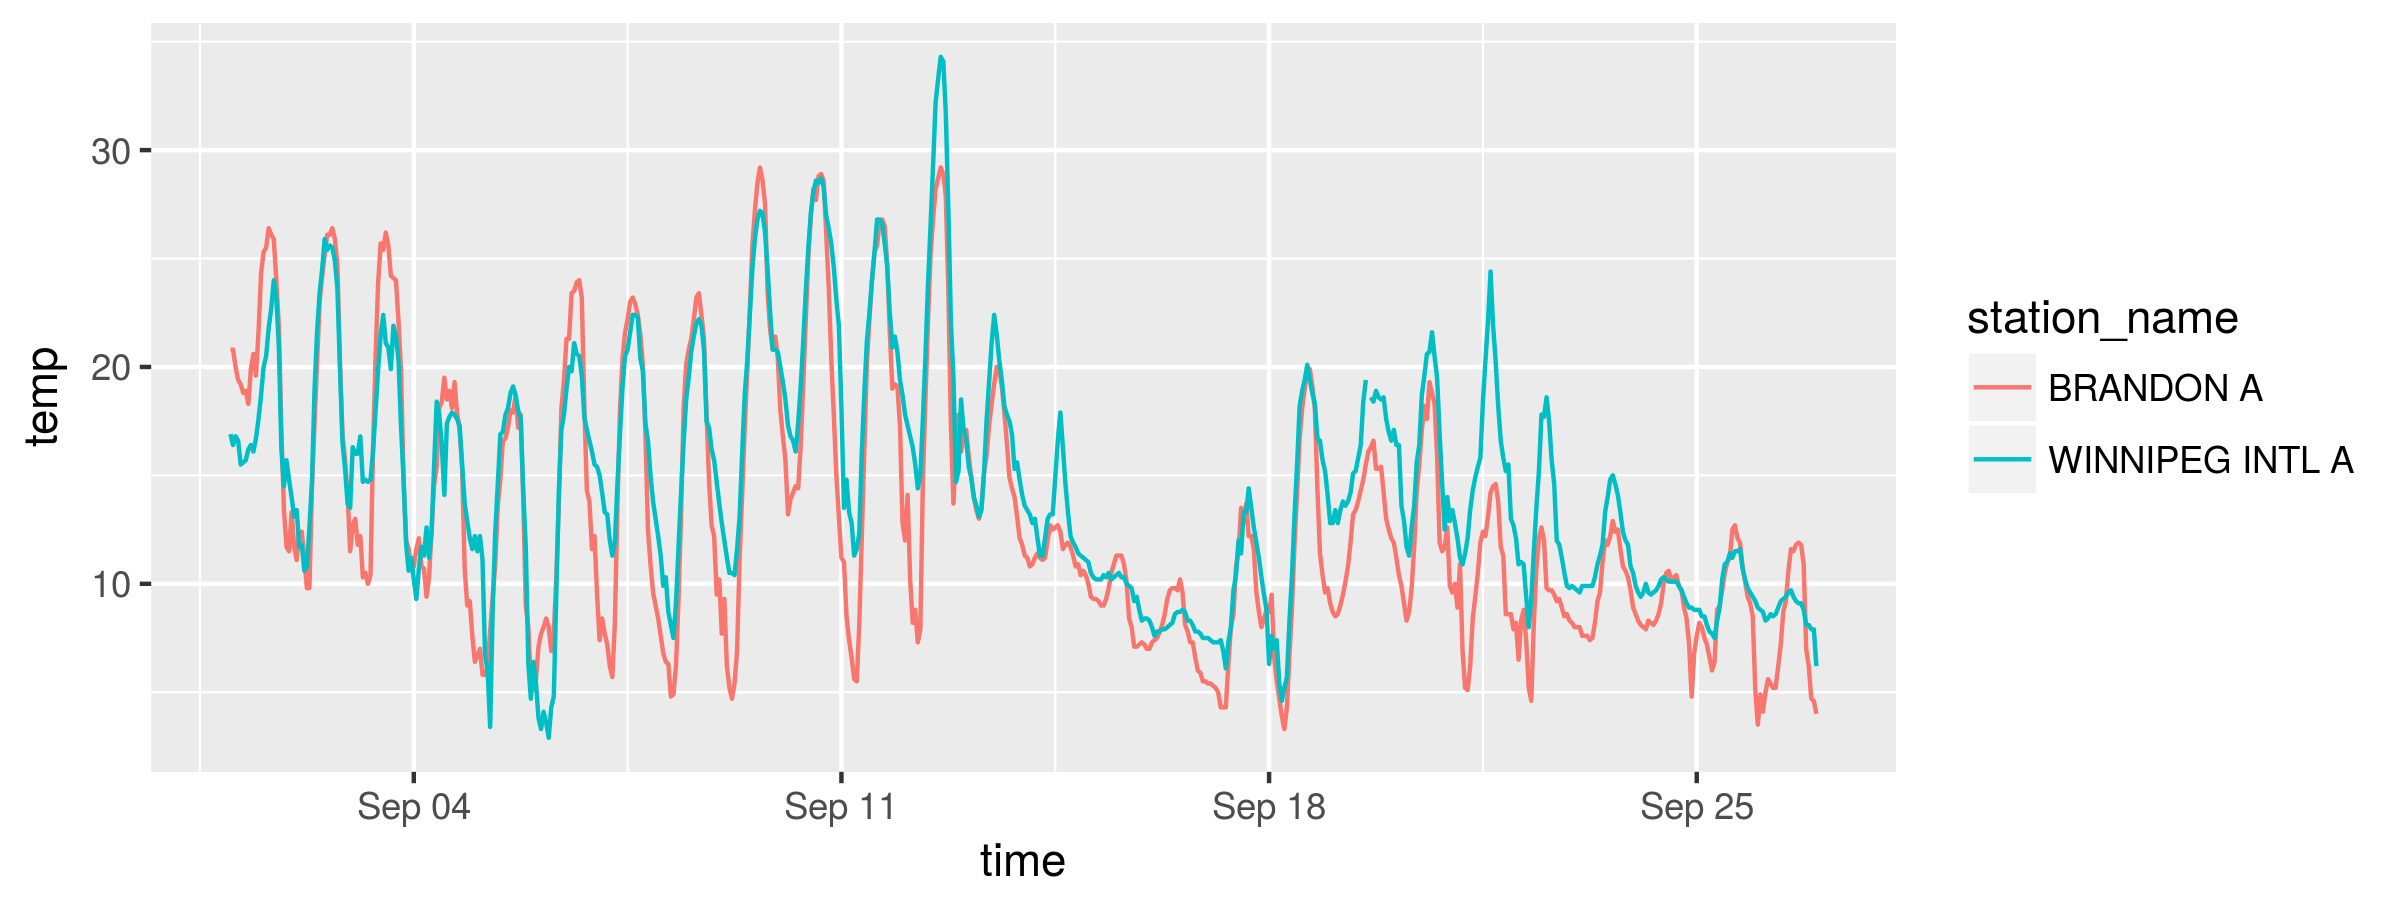 30
20
10
temp
Sep 04
Sep 11
Sep 18
Sep 25
time
station_name
BRANDON A
WINNIPEG INTL A